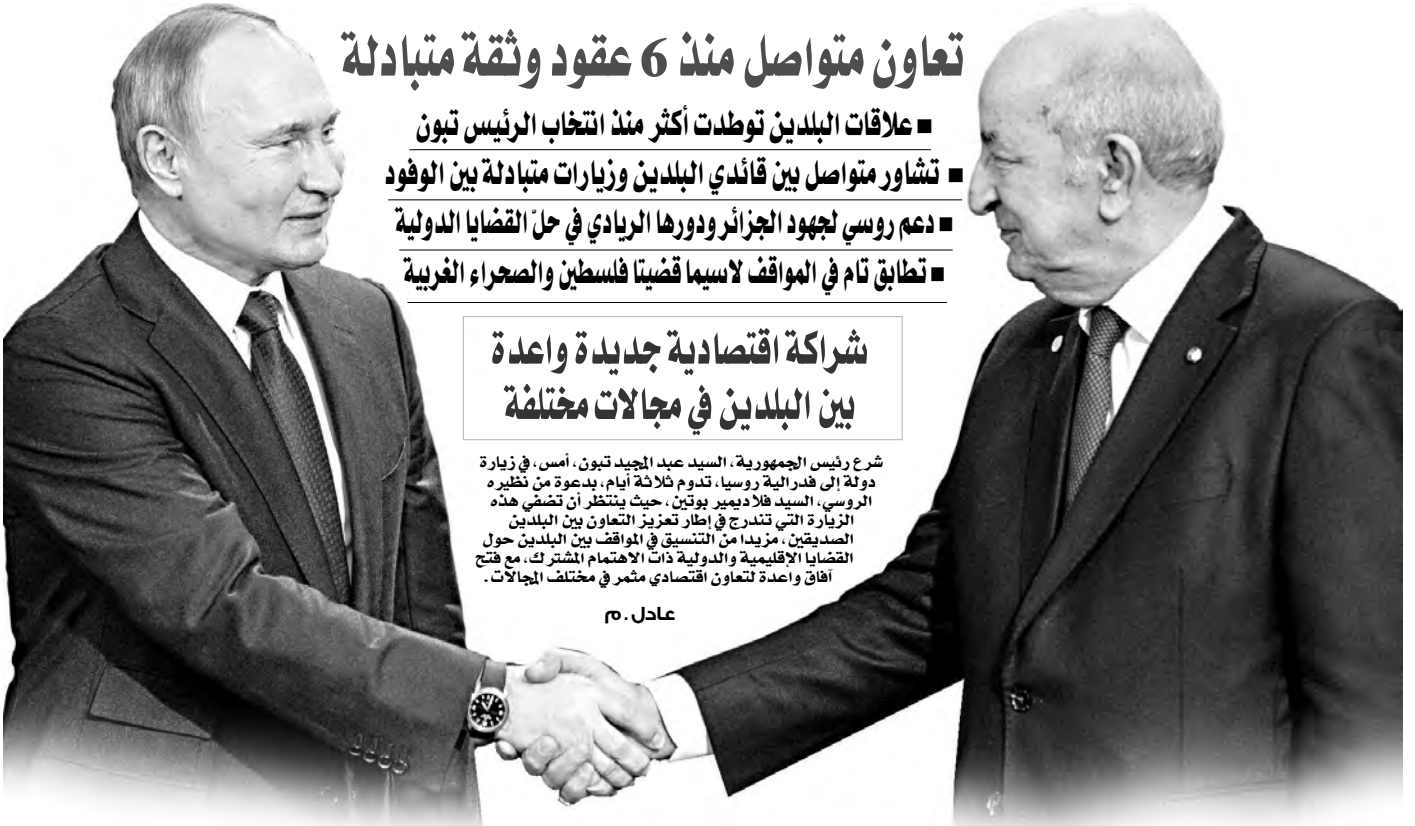 تعاون متواصل منذ 6 عقود وثقة متبادلة
■ علاقات البلدين توطدت أكثر منذ انتخاب الرئيس تبون
■ تشاور متواصل بين قائدي البلدين وزيارات متبادلة بين الوفود
■ دعم روسي لجهود الجزائر ودورها الريادي في حلّ القضايا الدولية
■ تطابق تام في المواقف لاسيما قضيتا فلسطين والصحراء الغربية
شراكة اقتصادية جديدة واعدة
بين البلدين في مجالات مختلفة
شرع رئيس الجمهورية، السيد عبد المجيد تبون، أمس، في زيارة
دولة إلى فدرالية روسيا، تدوم ثلاثة أيام، بدعوة من نظيره
الروسي، السيد فلاديمير بوتين، حيث ينتظر أن تضفي هذه
الزيارة التي تندرج في إطار تعزيز التعاون بين البلدين
الصديقين، مزيدا من التنسيق في المواقف بين البلدين حول
القضايا الإقليمية والدولية ذات الاهتمام المشترك، مع فتح
آفاق واعدة لتعاون اقتصادي مثمر في مختلف المجالات.
عادل. م